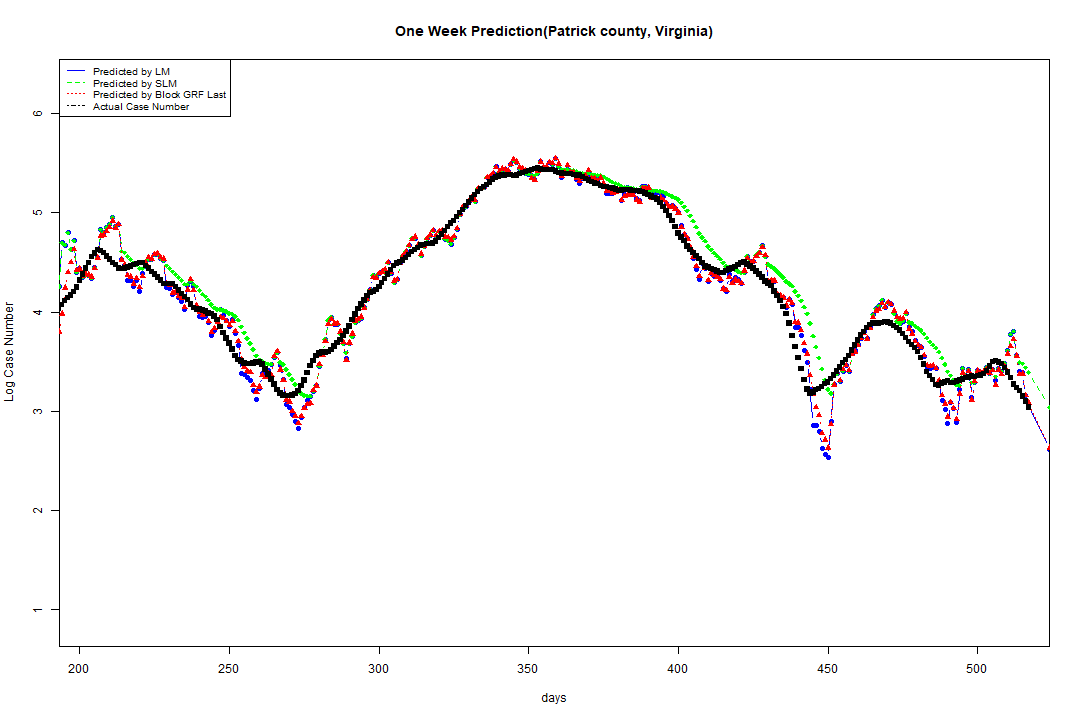 One Week Prediction(Patrick county, Virginia)
Predicted by LM
Predicted by SLM
Predicted by Block GRF Last
Actual Case Number
Log Case Number
6
5
4
3
2
1
200 250 300 350 400 450 500
days